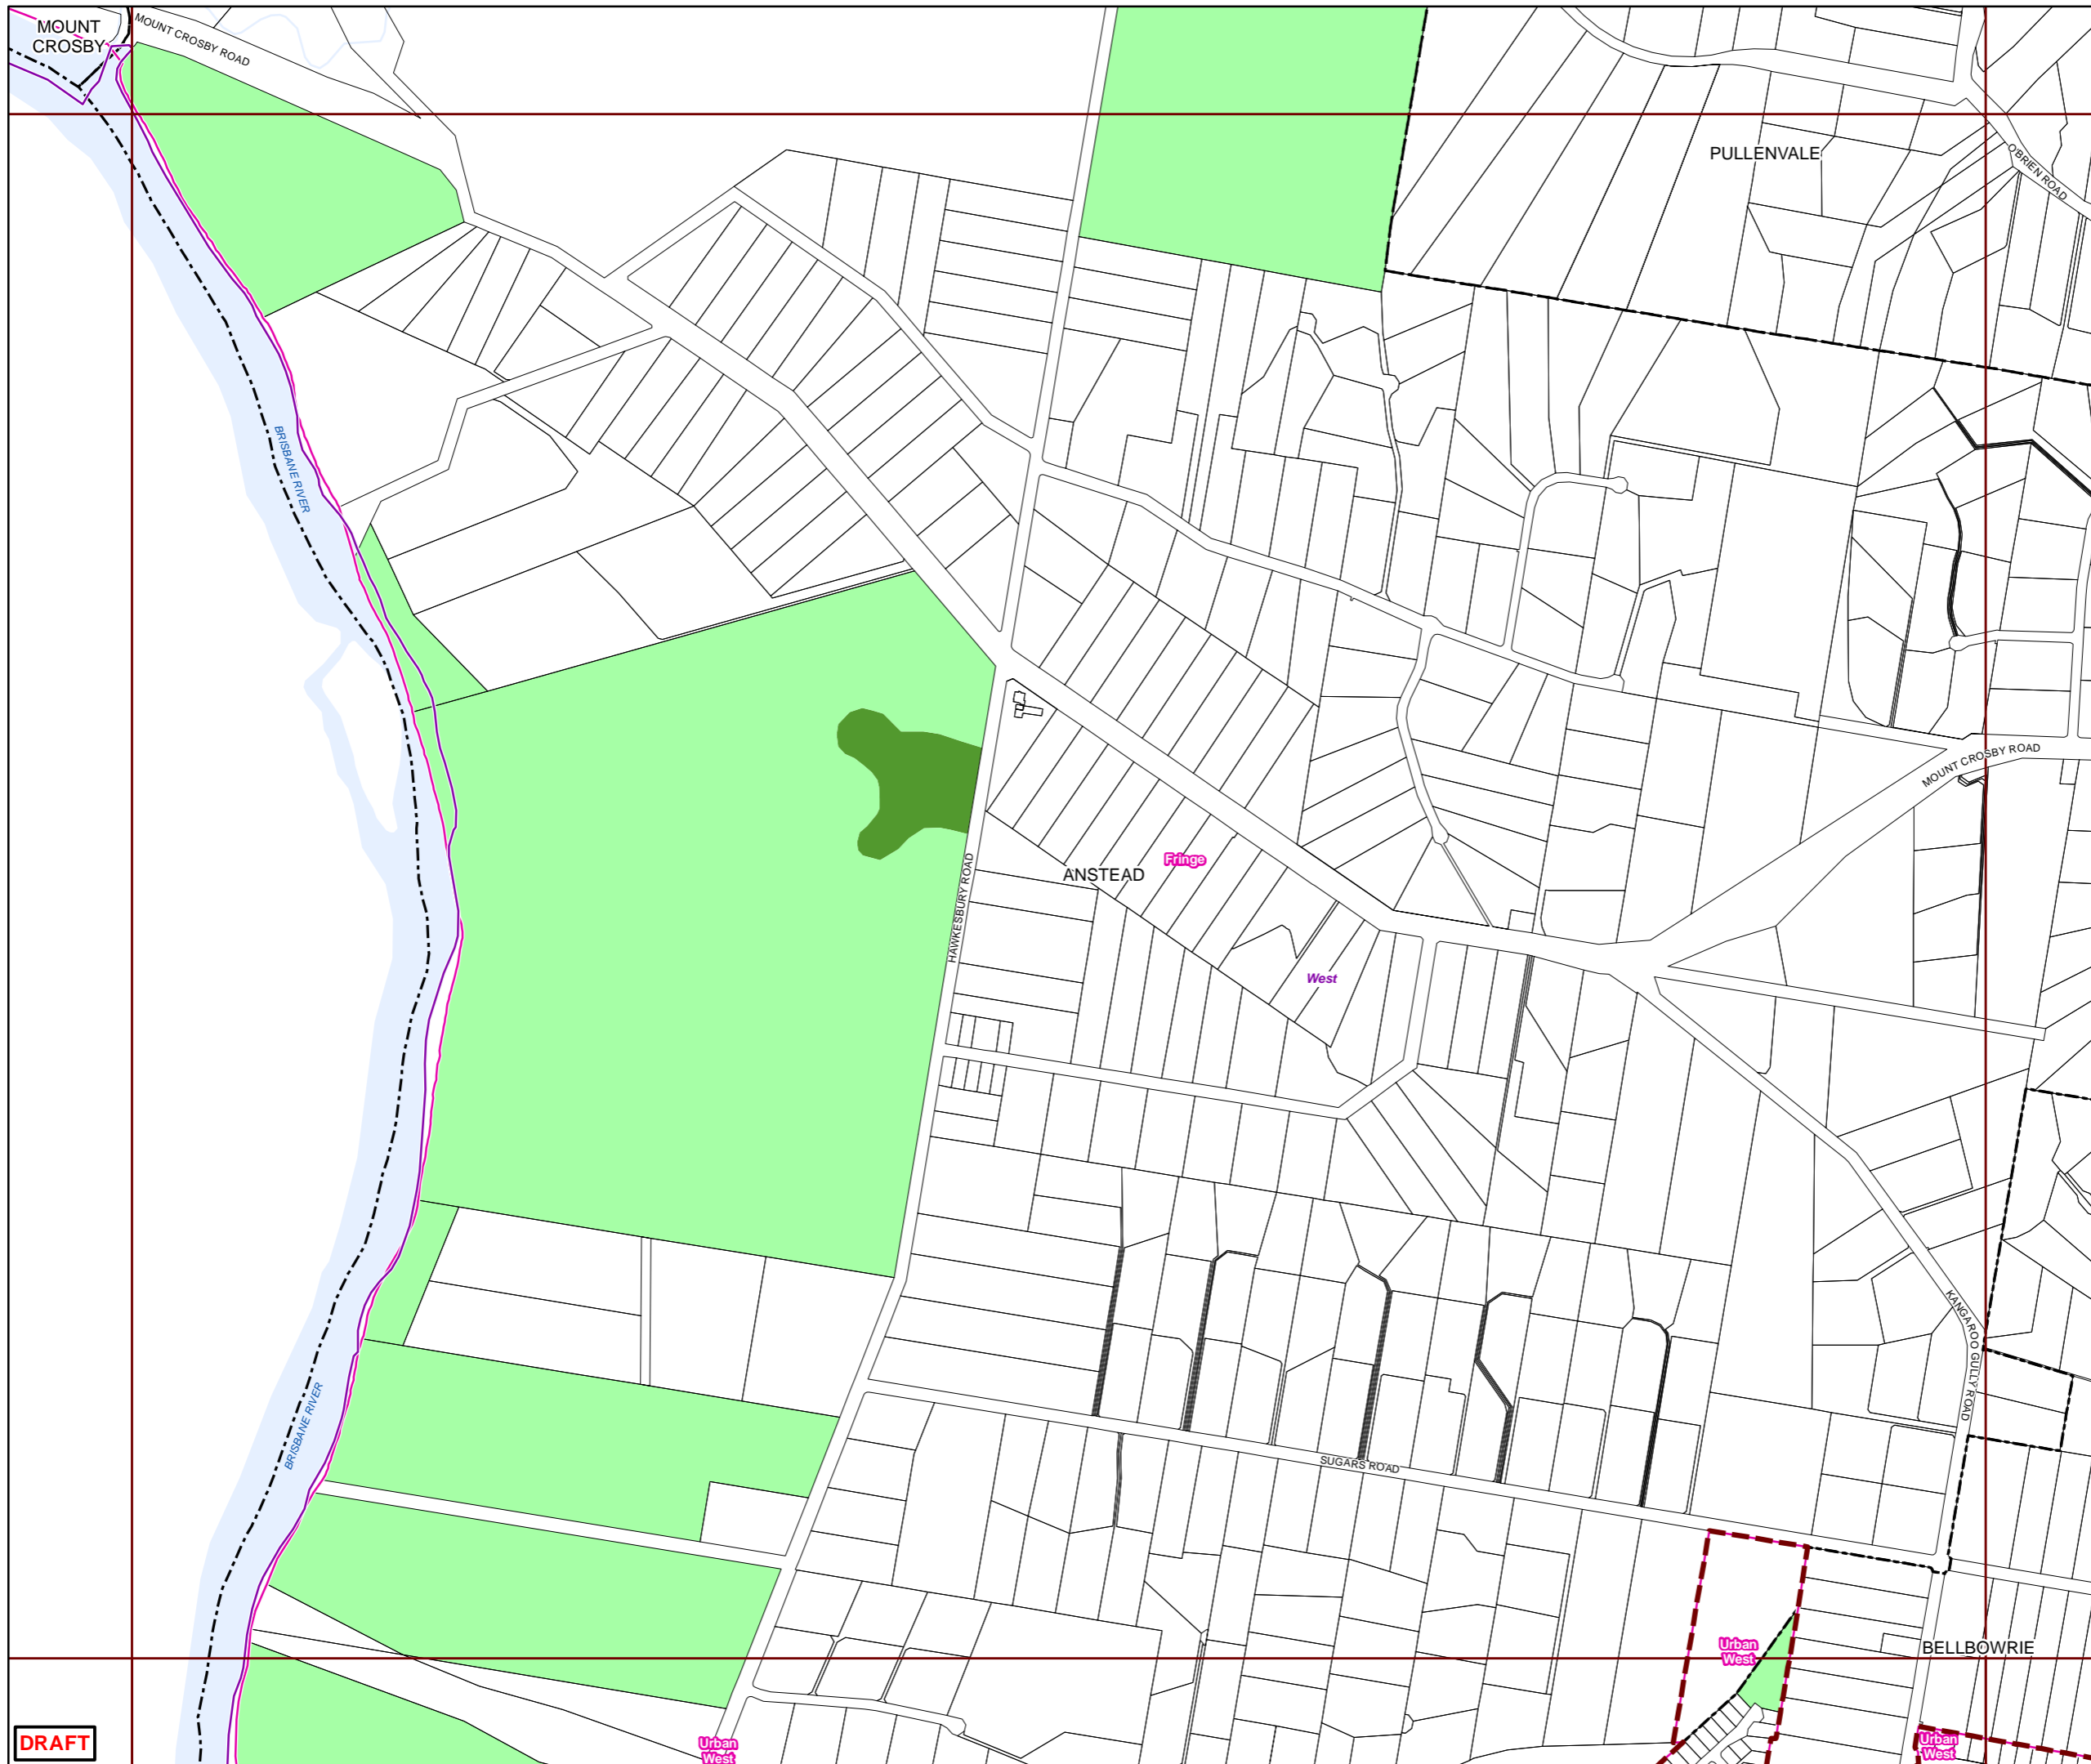 MOUNT
CROSBY
MOUNT CROSBY ROAD
PULLENVALE
O'BRIEN ROAD
BRISBANE RIVER
MOUNT CROSBY ROAD
Fringe
ANSTEAD
HAWKESBURY ROAD
West
KANGAROO GULLY ROAD
BRISBANE RIVER
SUGARS ROAD
Urban
West
BELLBOWRIE
DRAFT
Urban
West
Urban
West